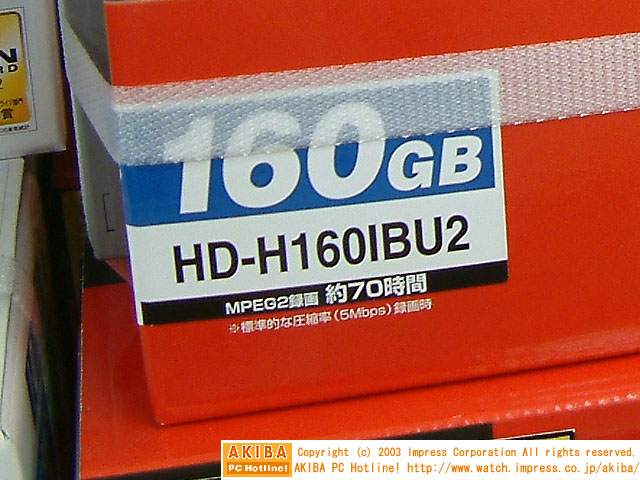 160GB
HD-H160IBU2
MPEG2録画 約70時間
※標準的な圧縮率(5Mbps)録画時
AKIBA
PC Hotline!
Copyright (c) 2003 Impress Corporation All rights reserved.
AKIBA PC Hotline! http://www.watch.impress.co.jp/akiba/